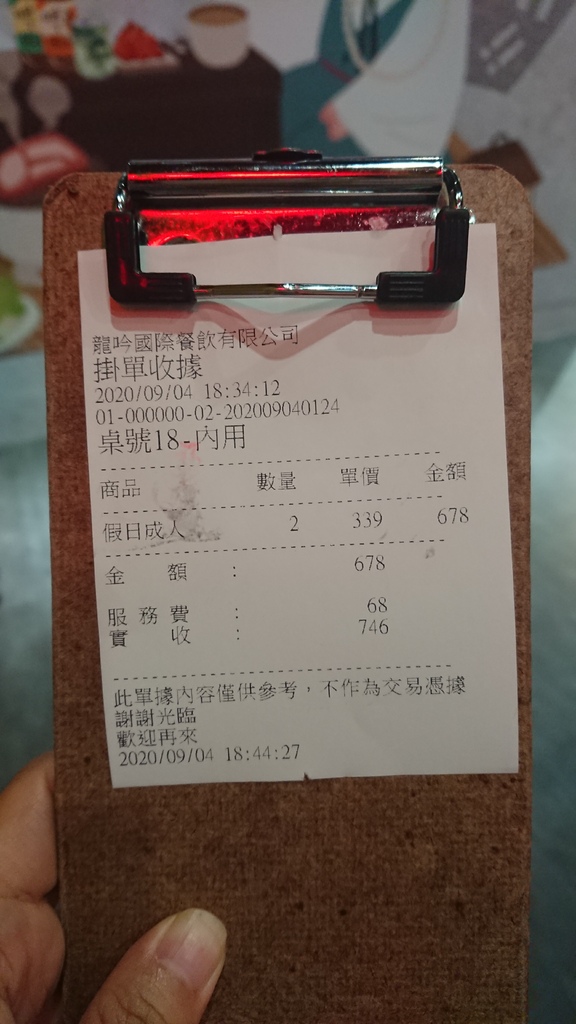 龍吟國際餐飲有限公司
掛單收據
2020/09/04 18:34:12
01-000000-02-202009040124
桌號18-內用
商品 數量 單價 金額
假日成人 2 339 678
金額: 678
服務費: 68
實收: 746
此單據內容僅供參考，不作為交易憑據
謝謝光臨
歡迎再來
2020/09/04 18:44:27